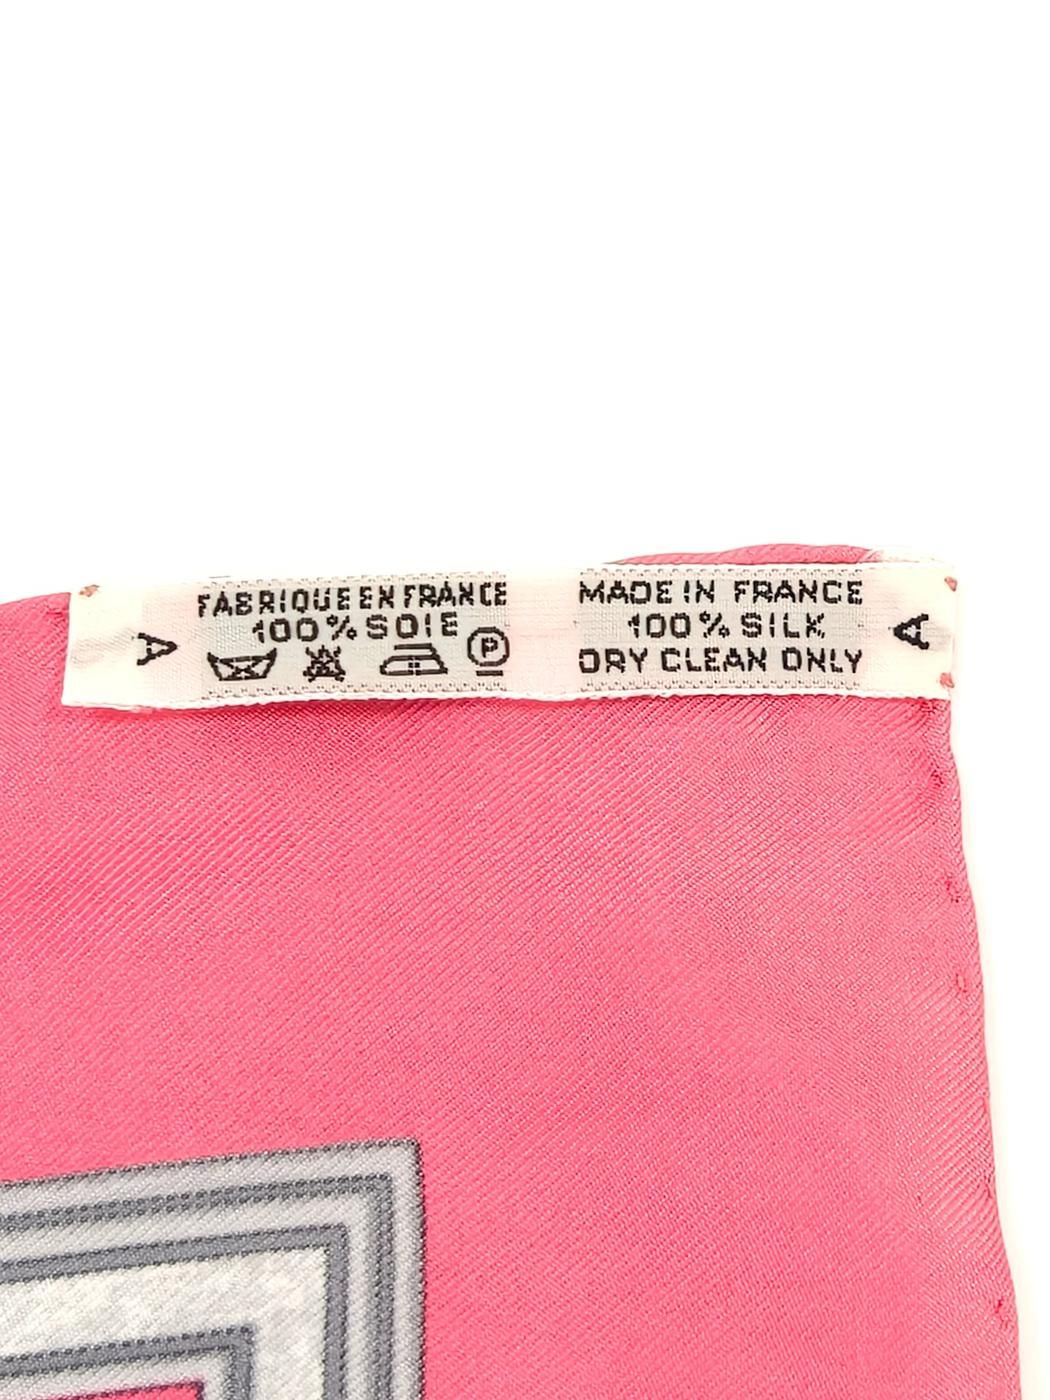 FABRIQUE EN FRANCE
100% SOIE
P
A
MADE IN FRANCE
100% SILK
DRY CLEAN ONLY
A